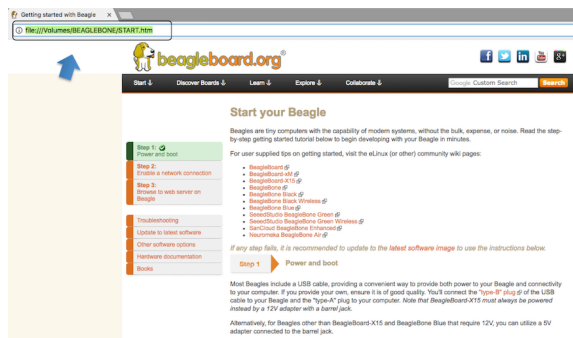 Getting started with Beagle
file:///Volumes/BEAGLEBONE/START.htm
beagleboard.org®
Start Discover Boards Learn Explore Collaborate Google Custom Search Search
Start your Beagle
Beagles are tiny computers with the capability of modern systems, without the bulk, expense, or noise. Read the step-
by-step getting started tutorial below to begin developing with your Beagle in minutes.
Step 1:
Power and boot
Step 2:
Enable a network connection
Step 3:
Browse to web server on
Beagle
Troubleshooting
Update to latest software
Other software options
Hardware documentation
Books
For user supplied tips on getting started, visit the eLinux (or other) community wiki pages:
BeagleBoard
BeagleBoard-xM
BeagleBoard-X15
BeagleBone
BeagleBone Black
BeagleBone Black Wireless
BeagleBone Blue
SeeedStudio BeagleBone Green
SeeedStudio BeagleBone Green Wireless
SanCloud BeagleBone Enhanced
Neuromeka BeagleBone Air
If any step fails, it is recommended to update to the latest software image to use the instructions below.
Step 1 Power and boot
Most Beagles include a USB cable, providing a convenient way to provide both power to your Beagle and connectivity
to your computer. If you provide your own, ensure it is of good quality. You'll connect the "type-B" plug of the USB
cable to your Beagle and the "type-A" plug to your computer. Note that BeagleBoard-X15 must always be powered
instead by a 12V adapter with a barrel jack.
Alternatively, for Beagles other than BeagleBoard-X15 and BeagleBone Blue that require 12V, you can utilize a 5V
adapter connected to the barrel jack.